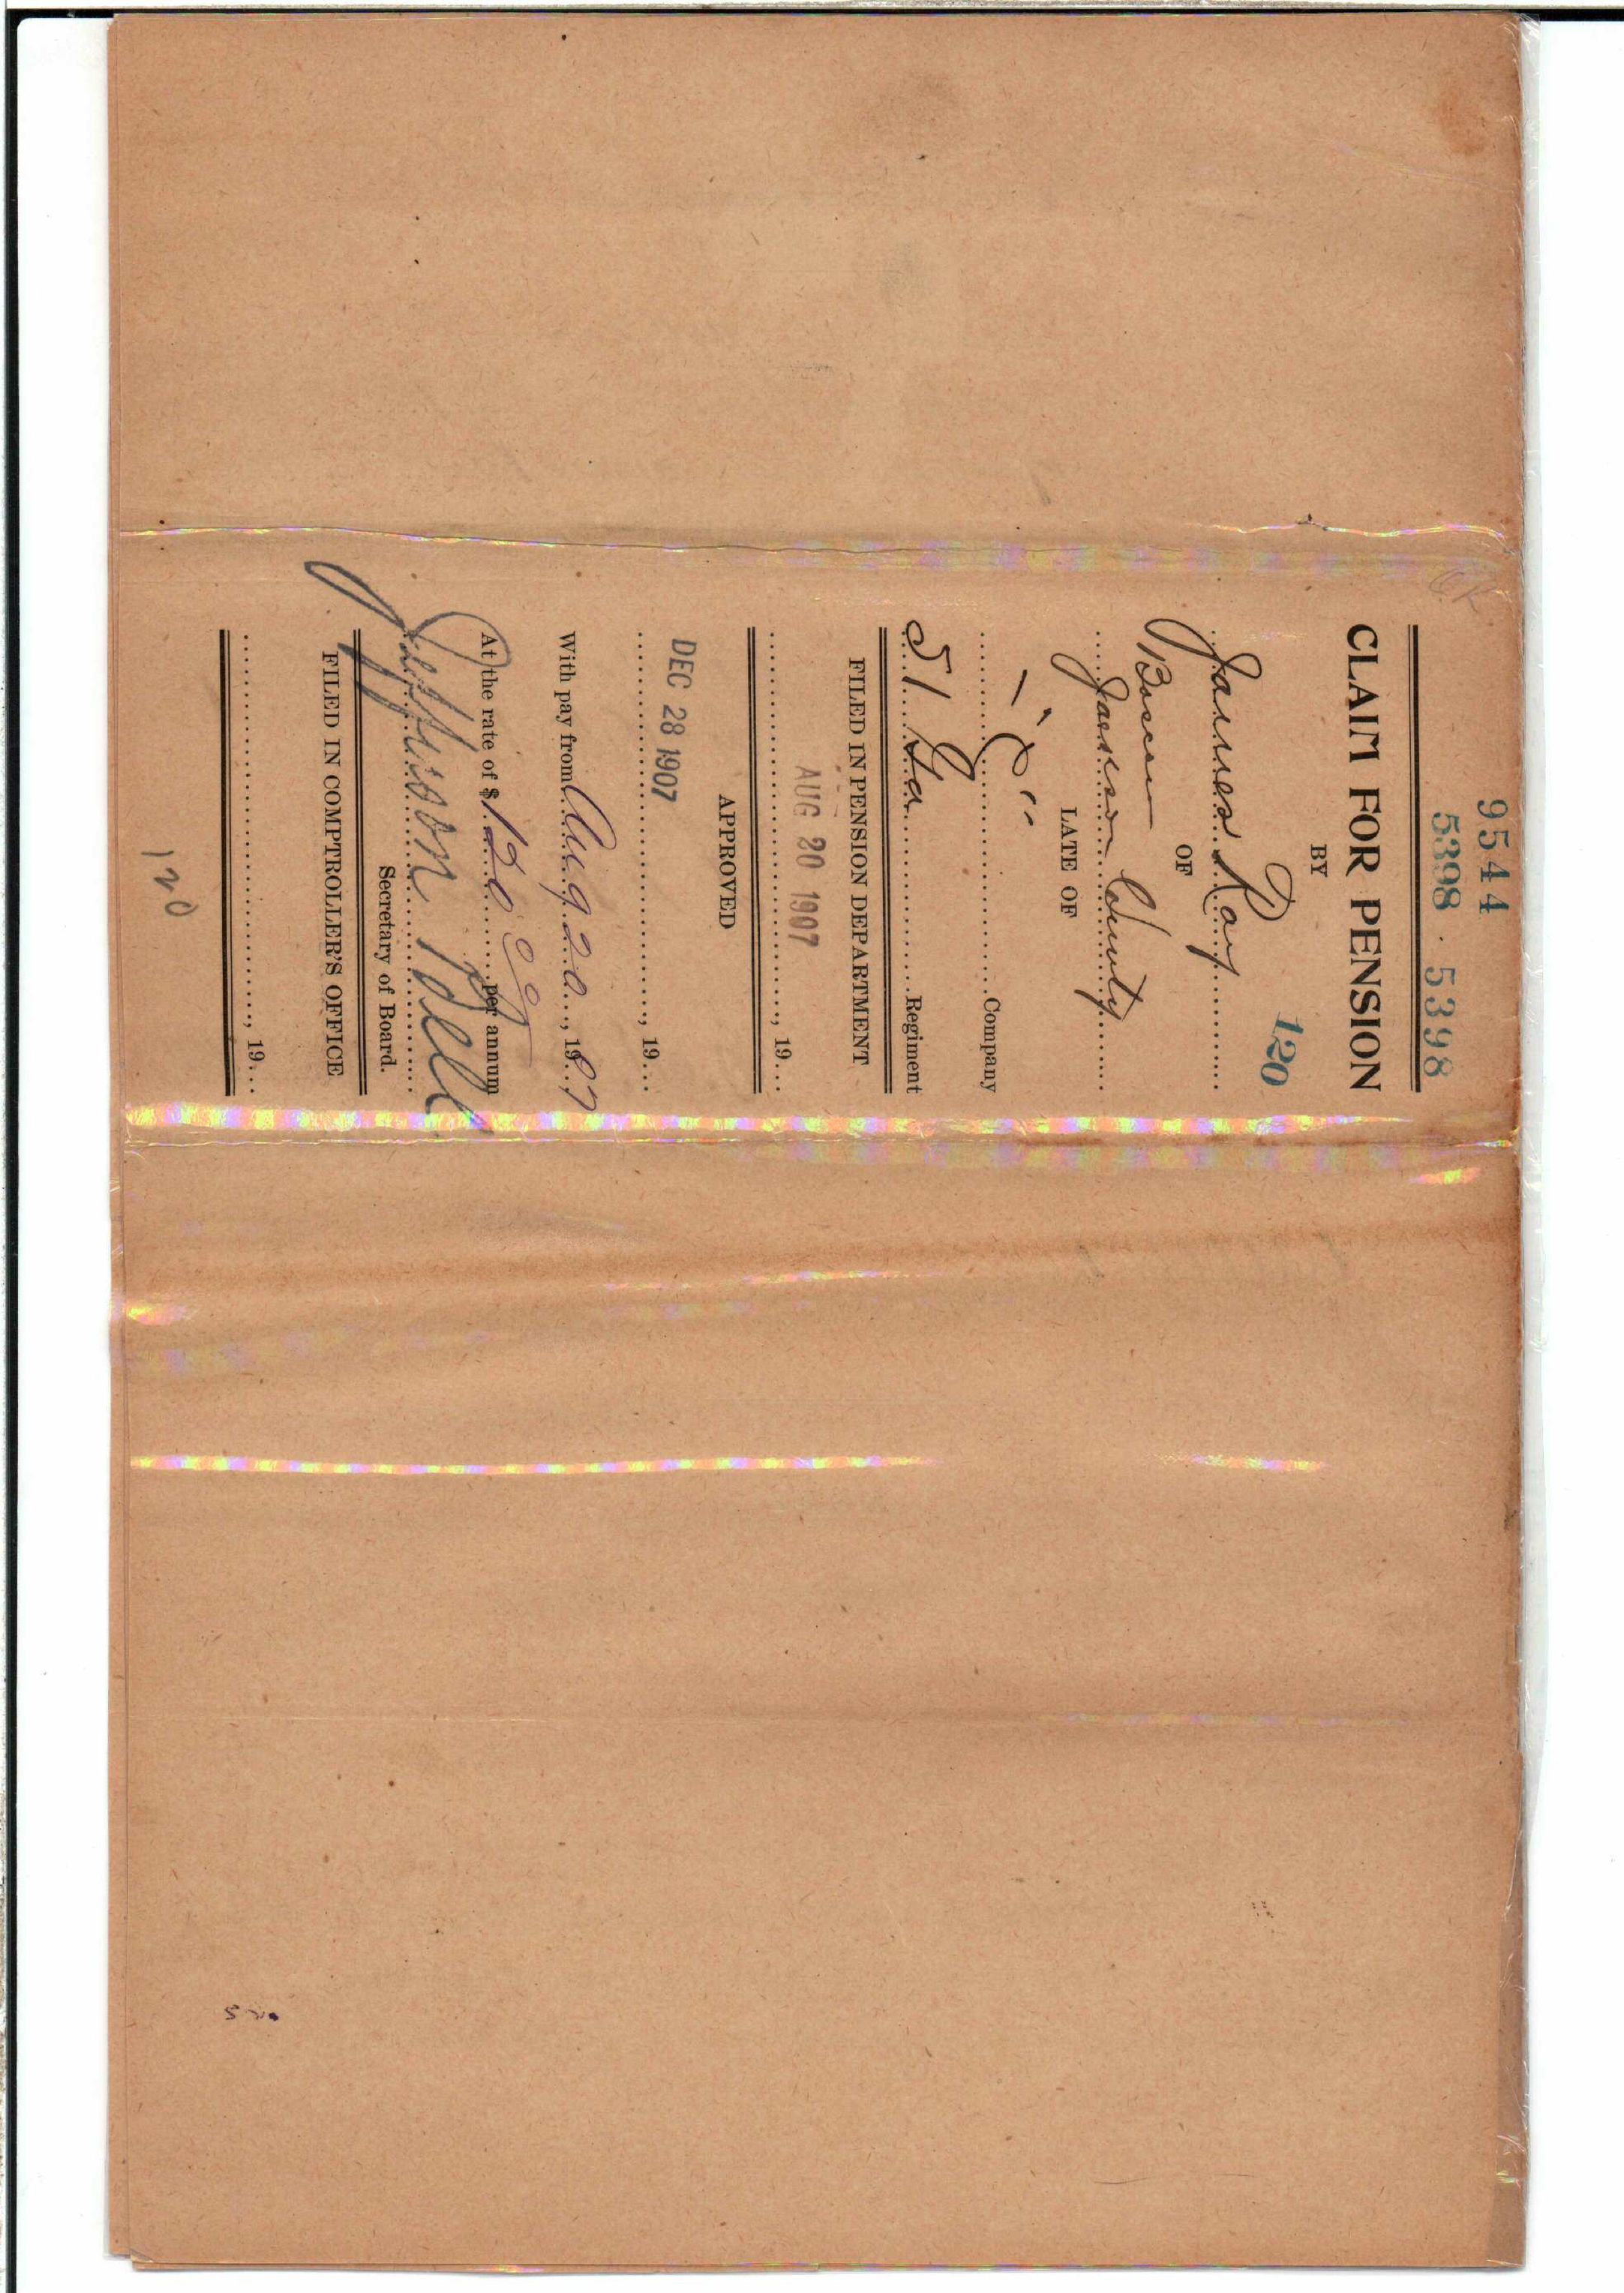 9544
5398 . 5398
CLAIM FOR PENSION
BY
120
James Ray
OF
Jackson County
LATE OF
"C"
Company
51 Ga Regiment
FILED IN PENSION DEPARTMENT
AUG 20 1907
, 19...
APPROVED
DEC 28 1907
, 19...
With pay from Aug 20, 1907
At the rate of $120 00 per annum
Jefferson Bell
Secretary of Board.
FILED IN COMPTROLLER'S OFFICE
, 19...
120